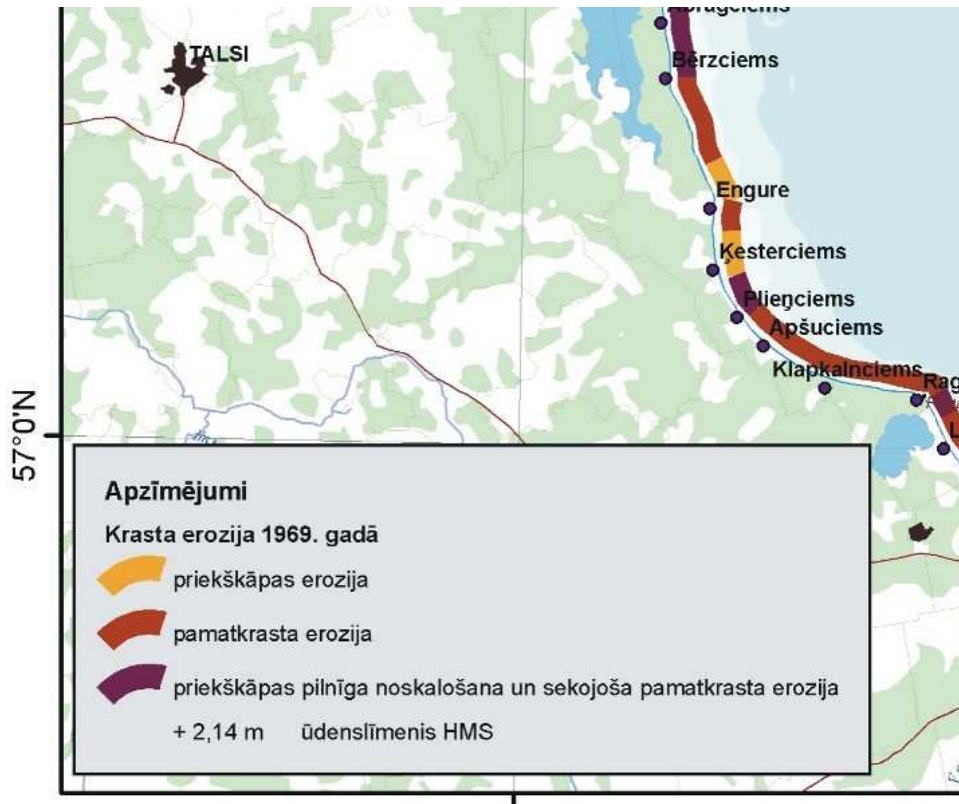 TALSI
Bērzciems
Engure
Ķesterciems
Plieņciems
Apšuciems
Klapkalnciems
Rag
L
57°0'N
Apzīmējumi
Krasta erozija 1969. gadā
priekškāpas erozija
pamatkrasta erozija
priekškāpas pilnīga noskalošana un sekojoša pamatkrasta erozija
+ 2,14 m ūdenslīmenis HMS